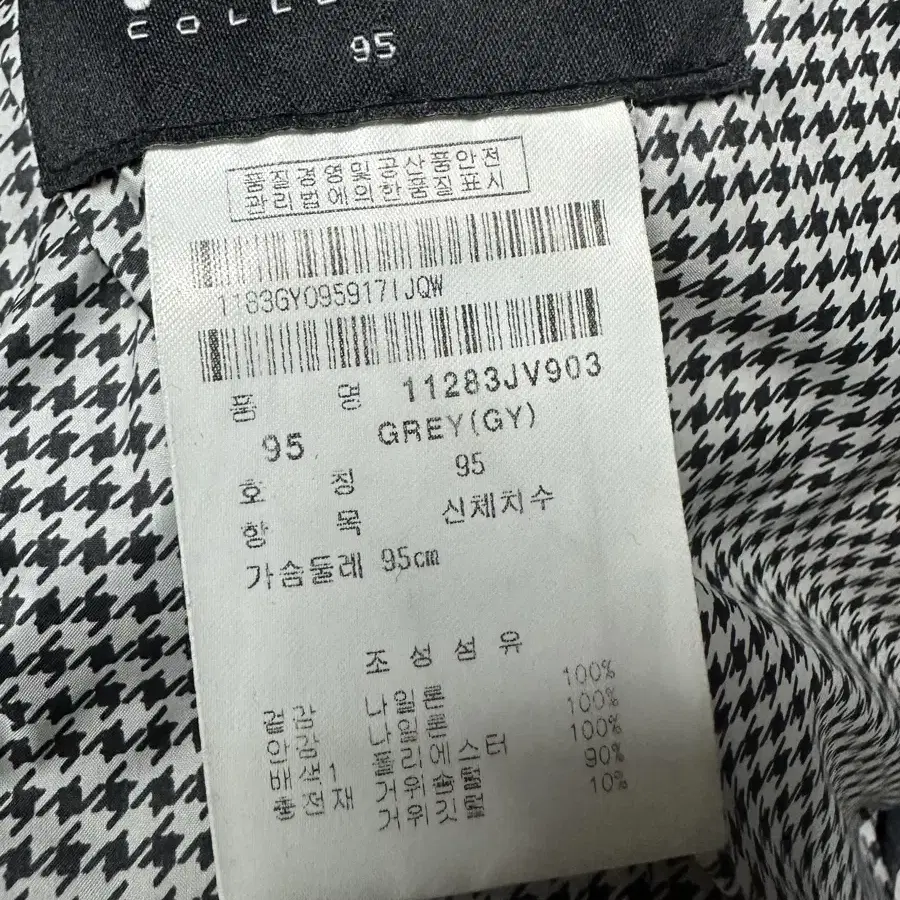 COLLE
95
품질경영및공산품안전
관리법에의한품질표시
1183GY095917IJQW
품 명 11283JV903
95 GREY(GY)
호 칭 95
항 목 신체치수
가슴둘레 95cm
조성섬유
겉감 나일론 100%
안감 나일론 100%
배색1 폴리에스터 100%
충전재 거위솜털 90%
거위깃털 10%